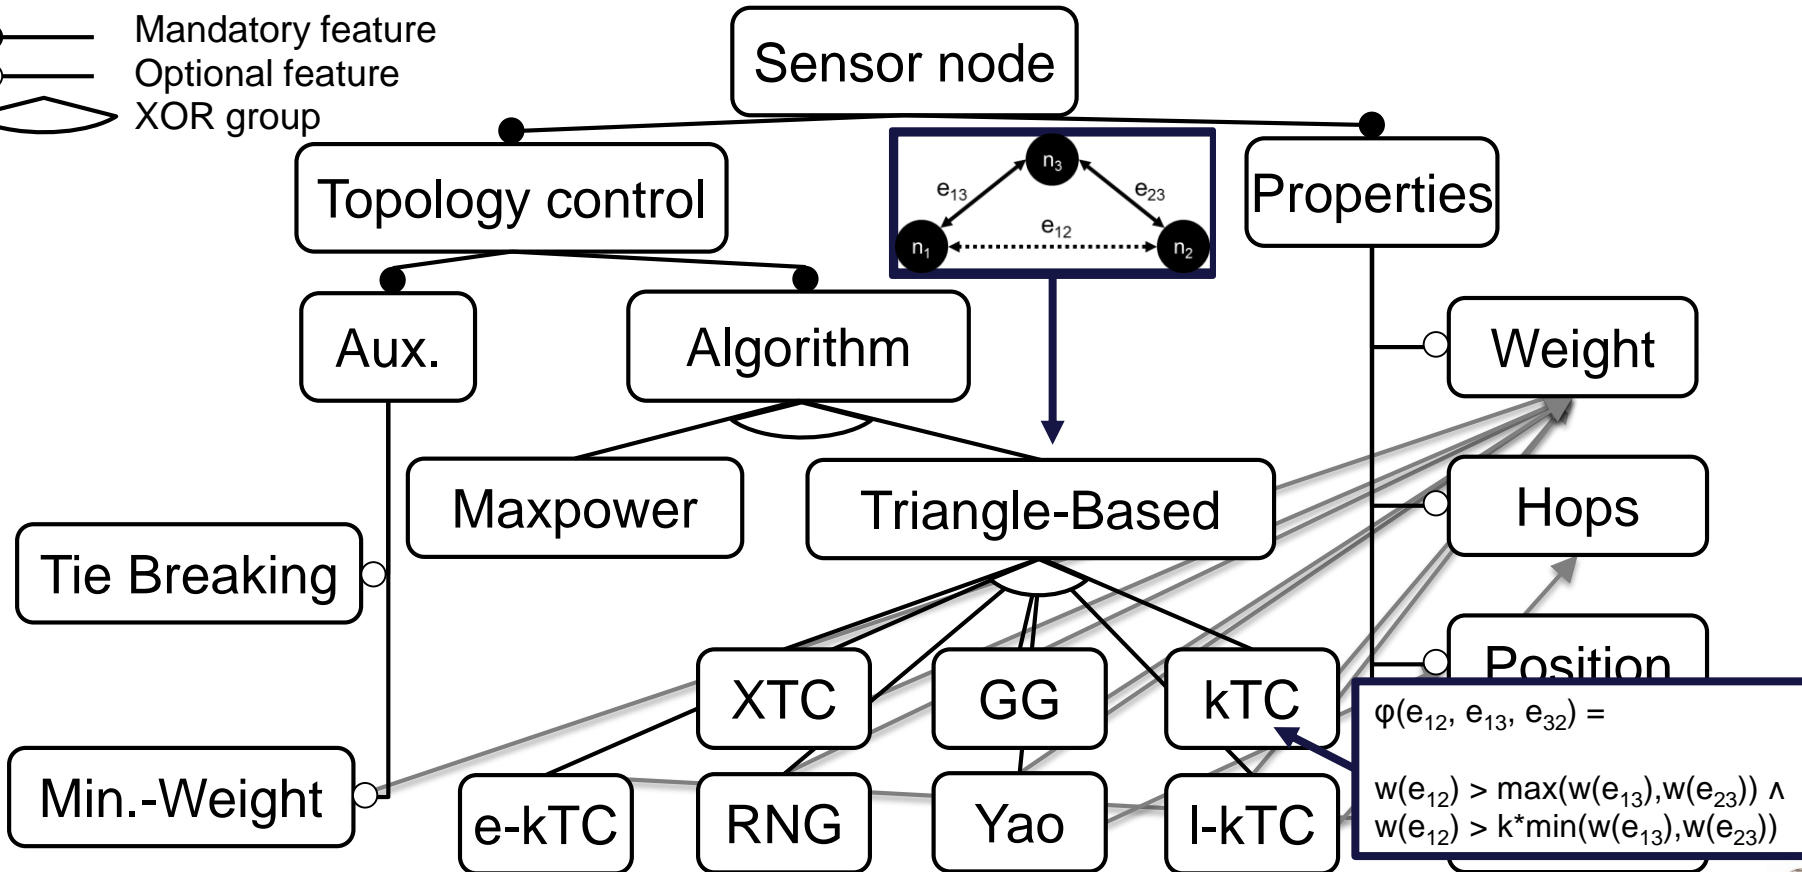 Mandatory feature
Optional feature
XOR group
Sensor node
Topology control
n₃
e₁₃
e₂₃
e₁₂
n₁
n₂
Properties
Aux.
Algorithm
Weight
Maxpower
Triangle-Based
Hops
Tie Breaking
Position
XTC
GG
kTC
φ(e₁₂, e₁₃, e₃₂) =
w(e₁₂) > max(w(e₁₃),w(e₂₃)) ∧
w(e₁₂) > k*min(w(e₁₃),w(e₂₃))
Min.-Weight
e-kTC
RNG
Yao
l-kTC